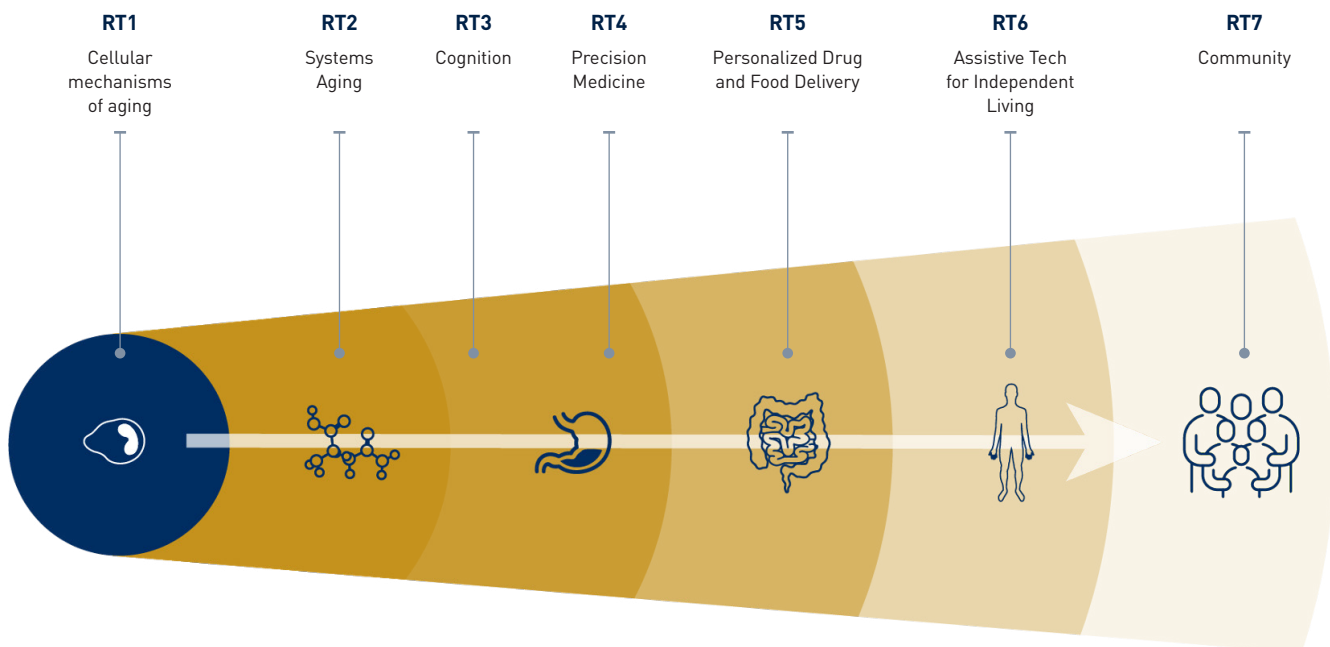 RT1
Cellular
mechanisms
of aging
RT2
Systems
Aging
RT3
Cognition
RT4
Precision
Medicine
RT5
Personalized Drug
and Food Delivery
RT6
Assistive Tech
for Independent
Living
RT7
Community